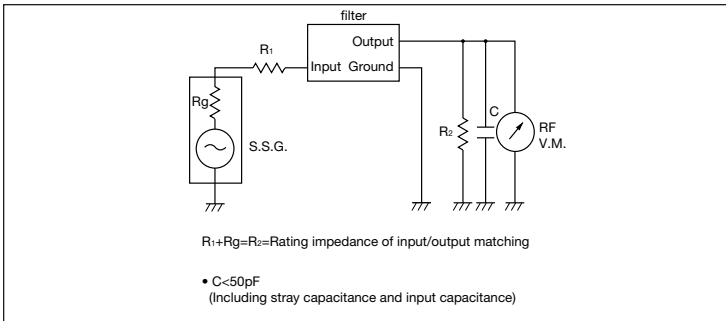 filter
Output
R₁
Input Ground
Rg
S.S.G.
R₂
C
RF
V.M.
R₁+Rg=R₂=Rating impedance of input/output matching
• C<50pF
(Including stray capacitance and input capacitance)